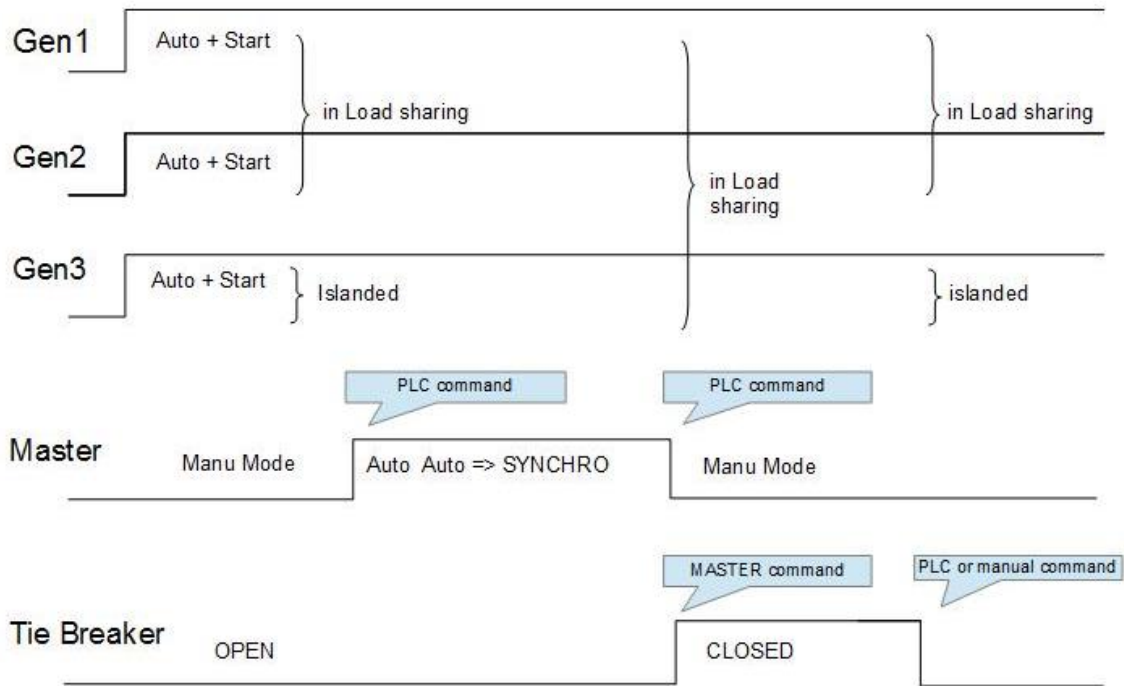 Gen1
Auto + Start
in Load sharing
in Load sharing
Gen2
Auto + Start
in Load
sharing
Gen3
Auto + Start
Islanded
islanded
PLC command
PLC command
Master
Manu Mode
Auto Auto => SYNCHRO
Manu Mode
MASTER command
PLC or manual command
Tie Breaker
OPEN
CLOSED